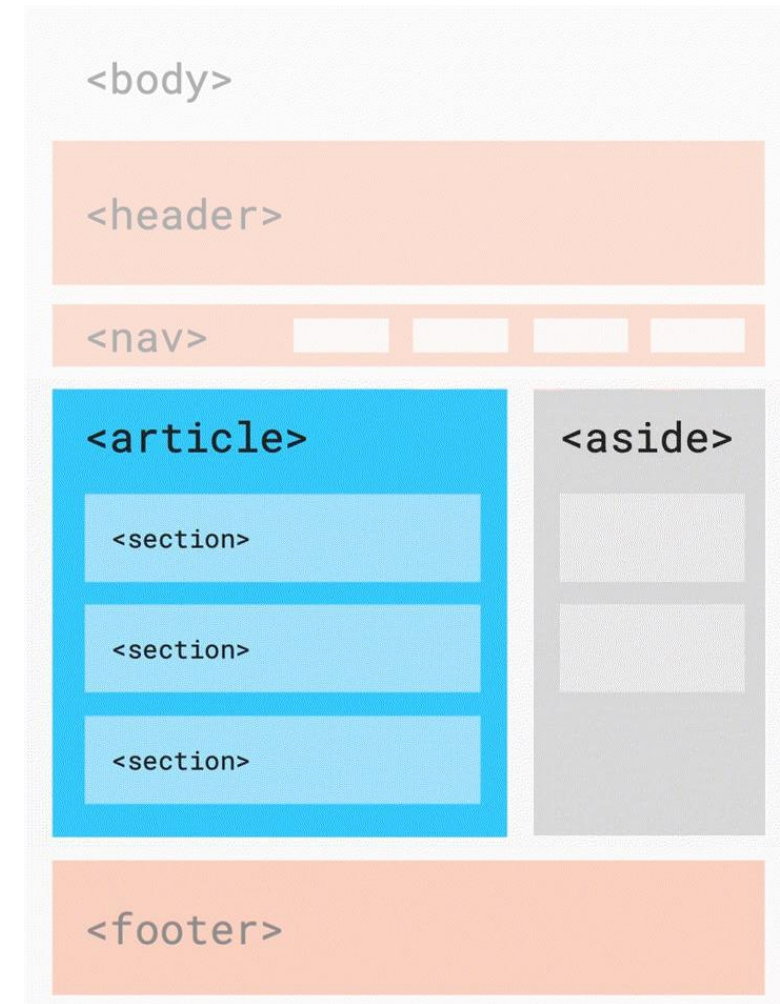 <body>
<header>
<nav>
<article>
<aside>
<section>
<section>
<section>
<footer>